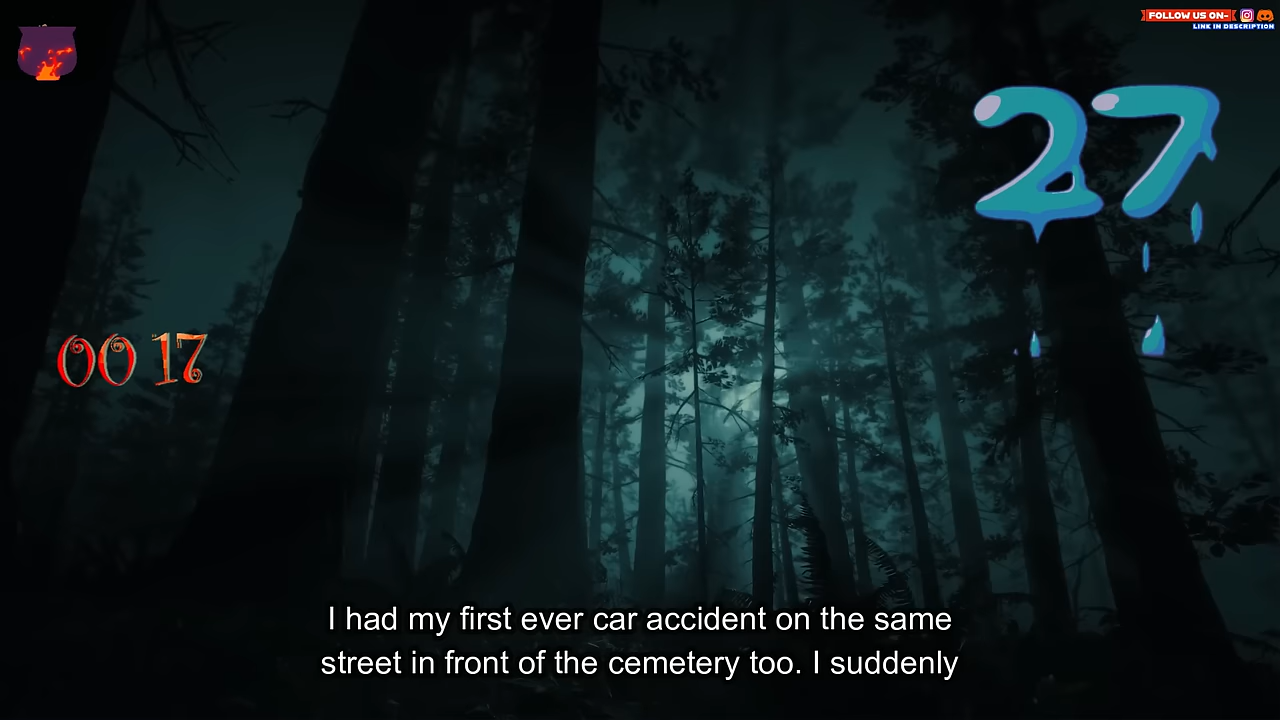 FOLLOW US ON-
LINK IN DESCRIPTION
27
00 17
I had my first ever car accident on the same
street in front of the cemetery too. I suddenly